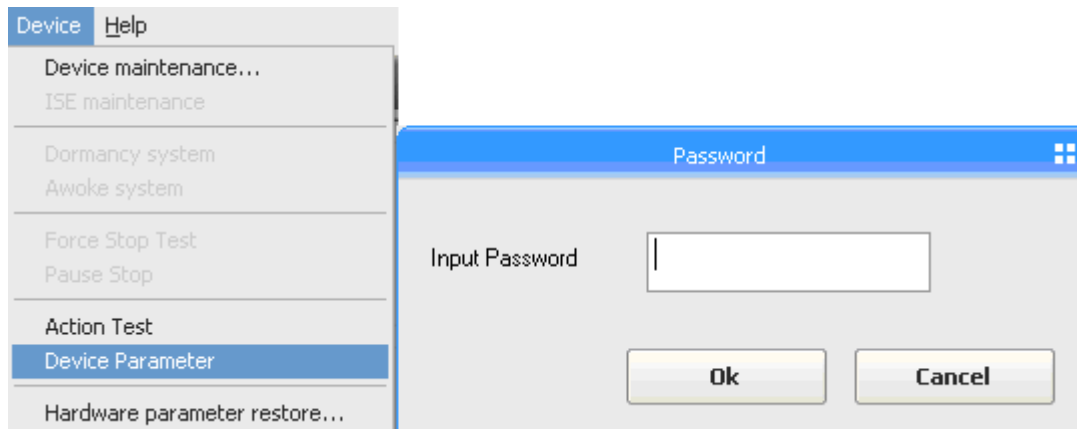 Device Help
Device maintenance...
ISE maintenance
Dormancy system
Awoke system
Force Stop Test
Pause Stop
Action Test
Device Parameter
Hardware parameter restore...
Password
Input Password
Ok Cancel